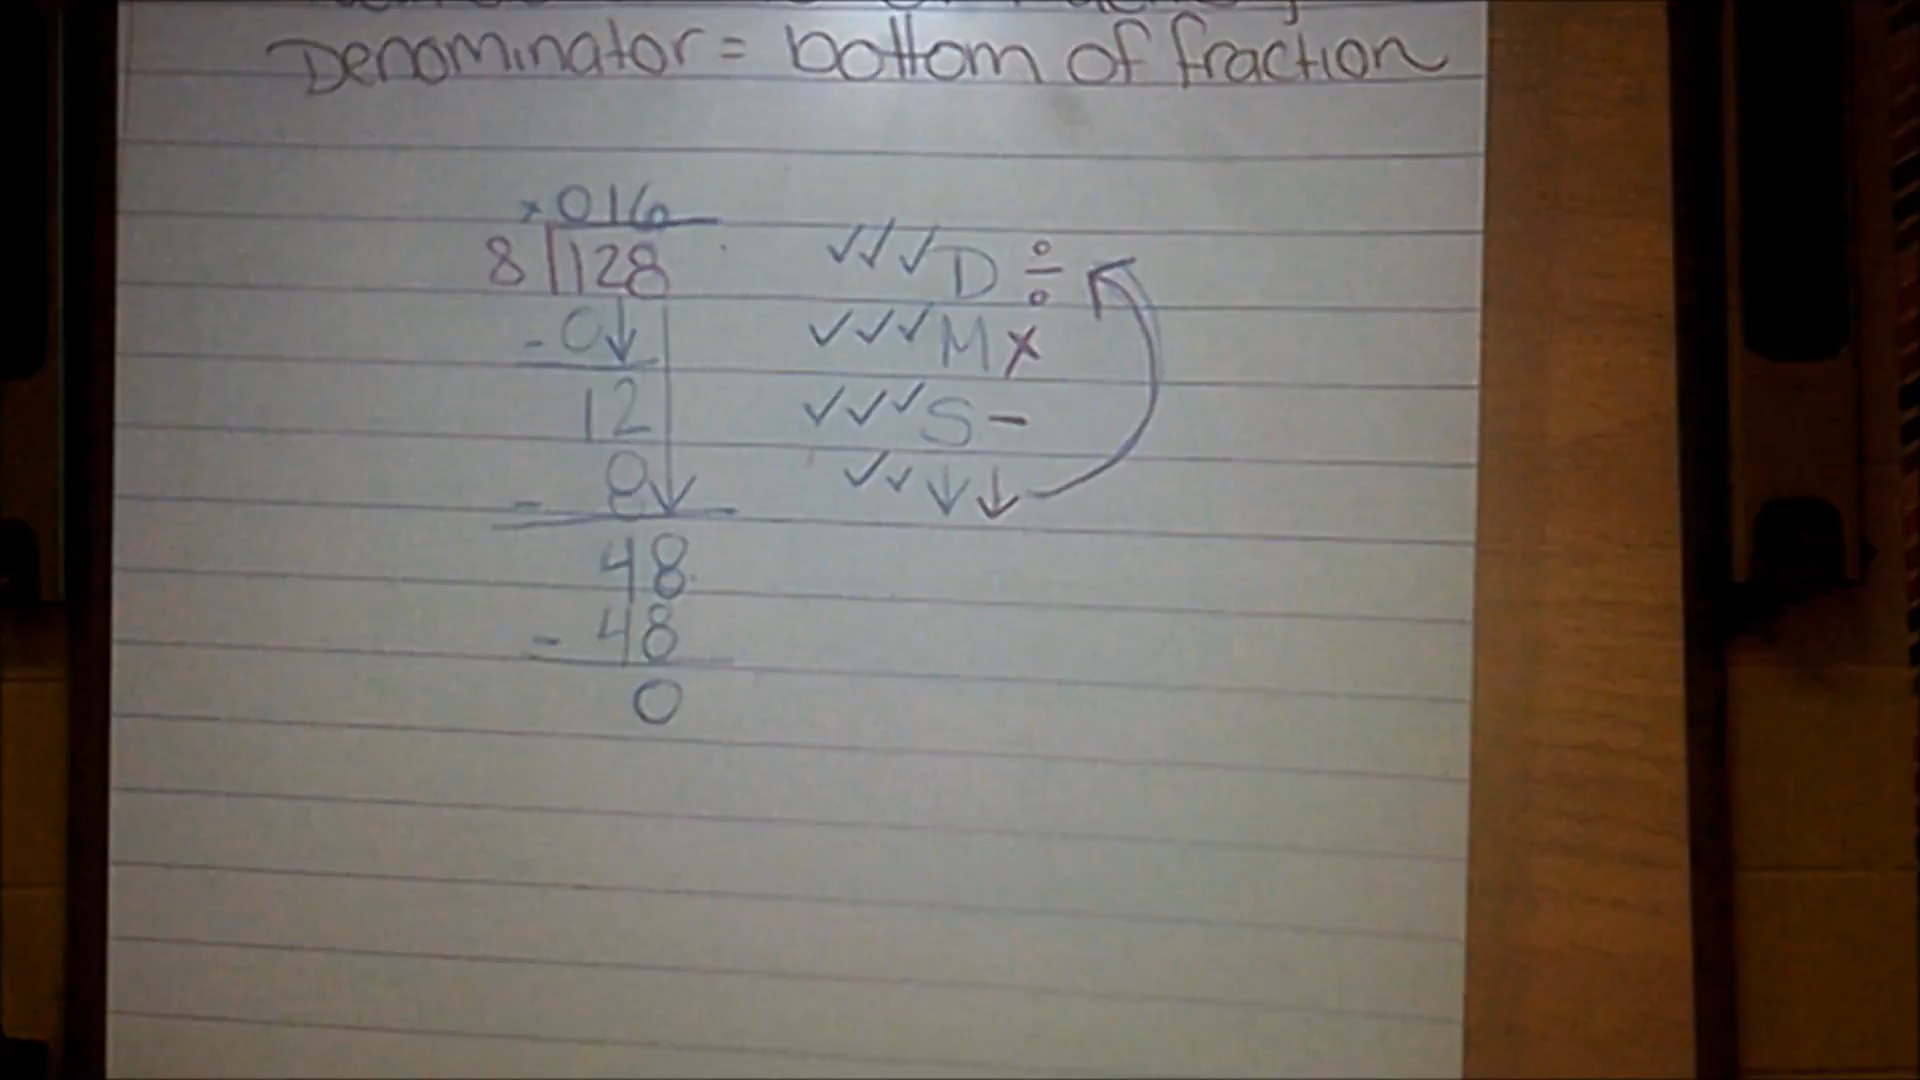 Denominator = bottom of fraction
× 016
8 128 ✓✓✓ D ÷
- 0↓ ✓✓✓ M ×
12 ✓✓✓ S -
- 8↓ ✓✓ ↓ ↓
48
- 48
0